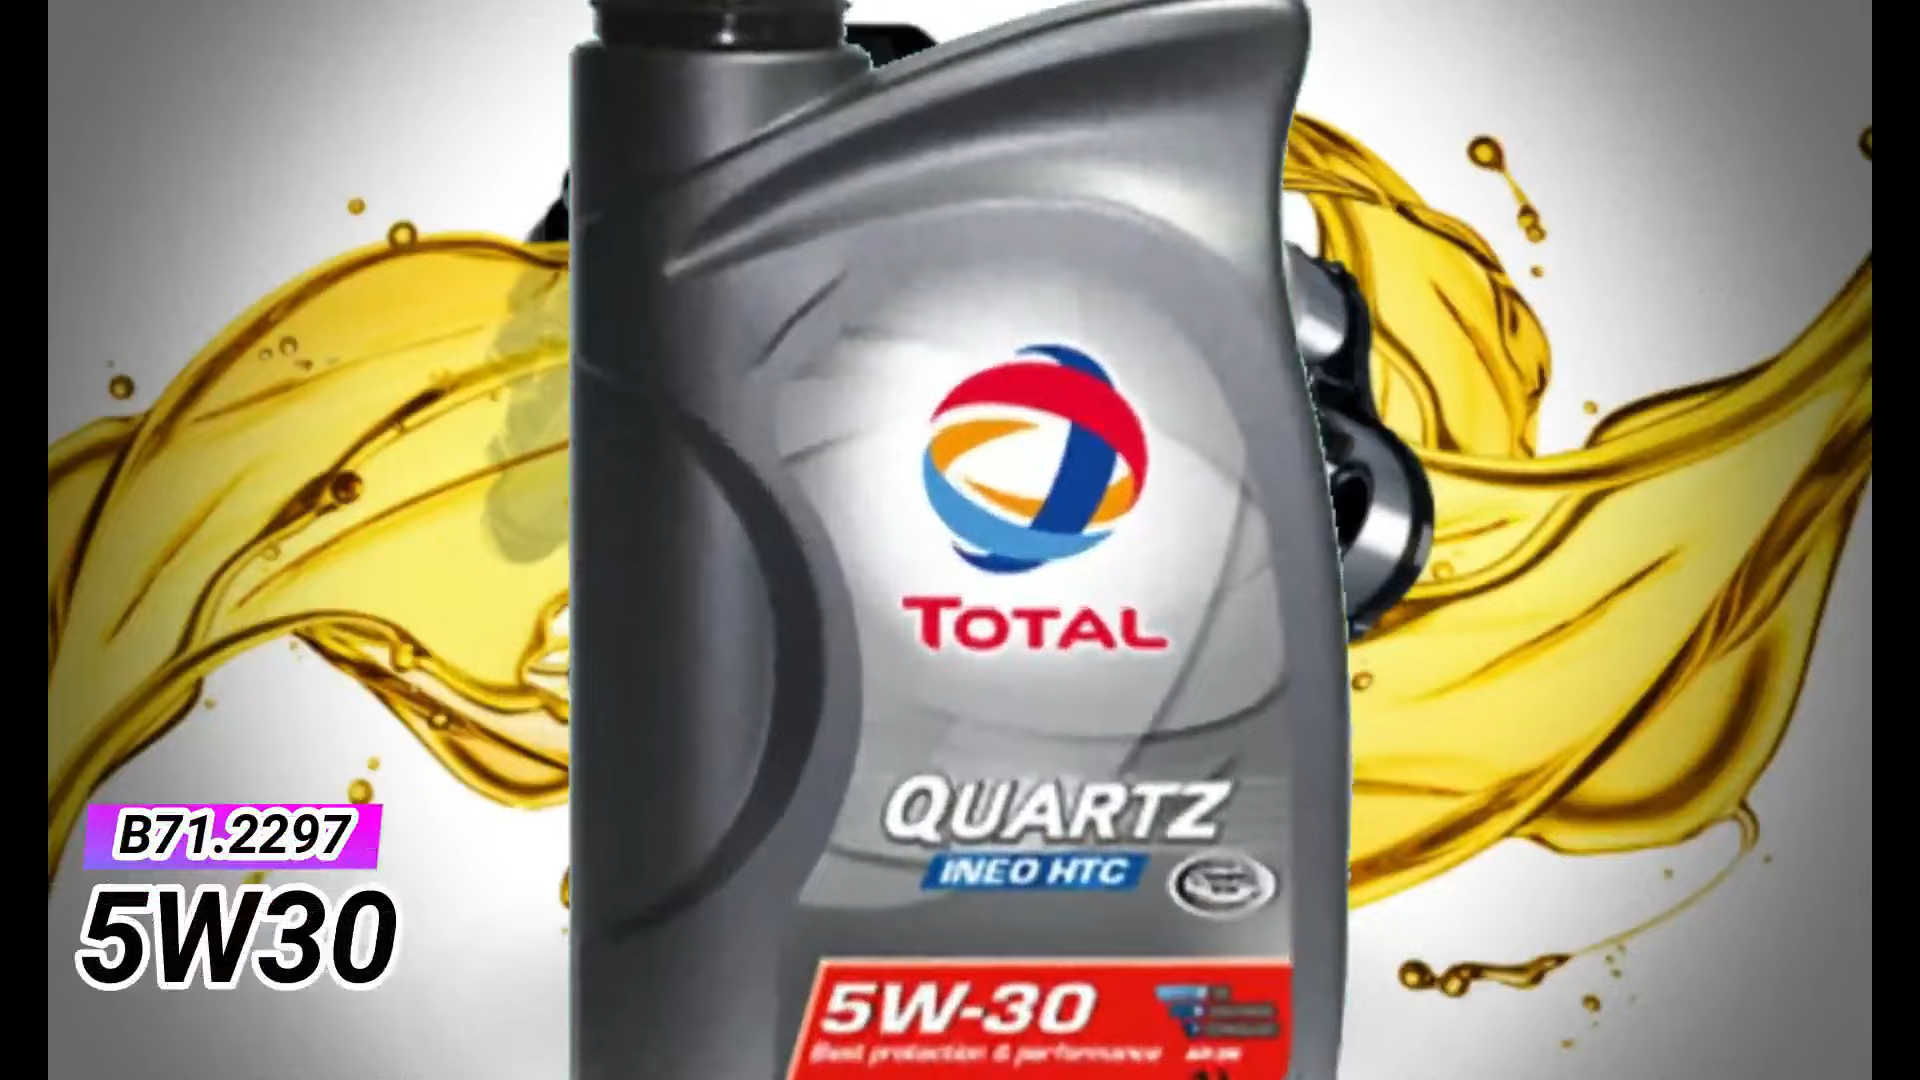 TOTAL
QUARTZ
INEO HTC
B71.2297
5W30
5W-30
Best protection & performance